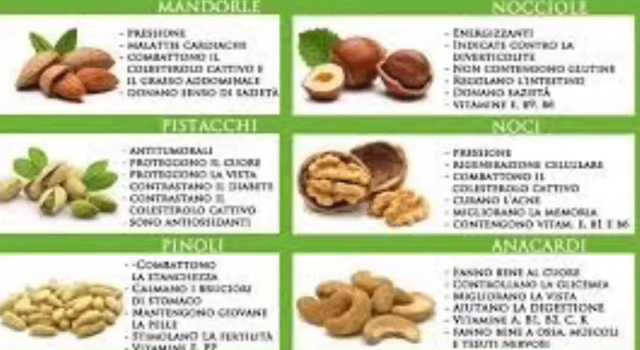 MANDORLE
- PRESSIONE
- MALATTIE CARDIACHE
- COMBATTONO IL
COLESTEROLO CATTIVO E
IL GRASSO ADDOMINALE
- DONANO SENSO DI SAZIETÀ
NOCCIOLE
- ENERGIZZANTI
- INDICATE CONTRO LA
DIVERTICOLITE
- NON CONTENGONO GLUTINE
- REGOLANO L'INTESTINO
- DONANO SAZIETÀ
- VITAMINE E, B9, B6
PISTACCHI
- ANTITUMORALI
- PROTEGGONO IL CUORE
- PROTEGGONO LA VISTA
- CONTRASTANO IL DIABETE
- CONTRASTANO IL
COLESTEROLO CATTIVO
- SONO ANTIOSSIDANTI
NOCI
- PRESSIONE
- RIGENERAZIONE CELLULARE
- COMBATTONO IL
COLESTEROLO CATTIVO
- CURANO L'ACNE
- MIGLIORANO LA MEMORIA
- CONTENGONO VITAM. E, B1 E B6
PINOLI
- -COMBATTONO
LA STANCHEZZA
- CALMANO I BRUCIORI
DI STOMACO
- MANTENGONO GIOVANE
LA PELLE
- STIMOLANO LA FERTILITÀ
- VITAMINE E, PP
ANACARDI
- FANNO BENE AL CUORE
- CONTROLLANO LA GLICEMIA
- MIGLIORANO LA VISTA
- AIUTANO LA DIGESTIONE
- VITAMINE A, B1, B2, C, K
- FANNO BENE A OSSA, MUSCOLI
E TESSUTI NERVOSI